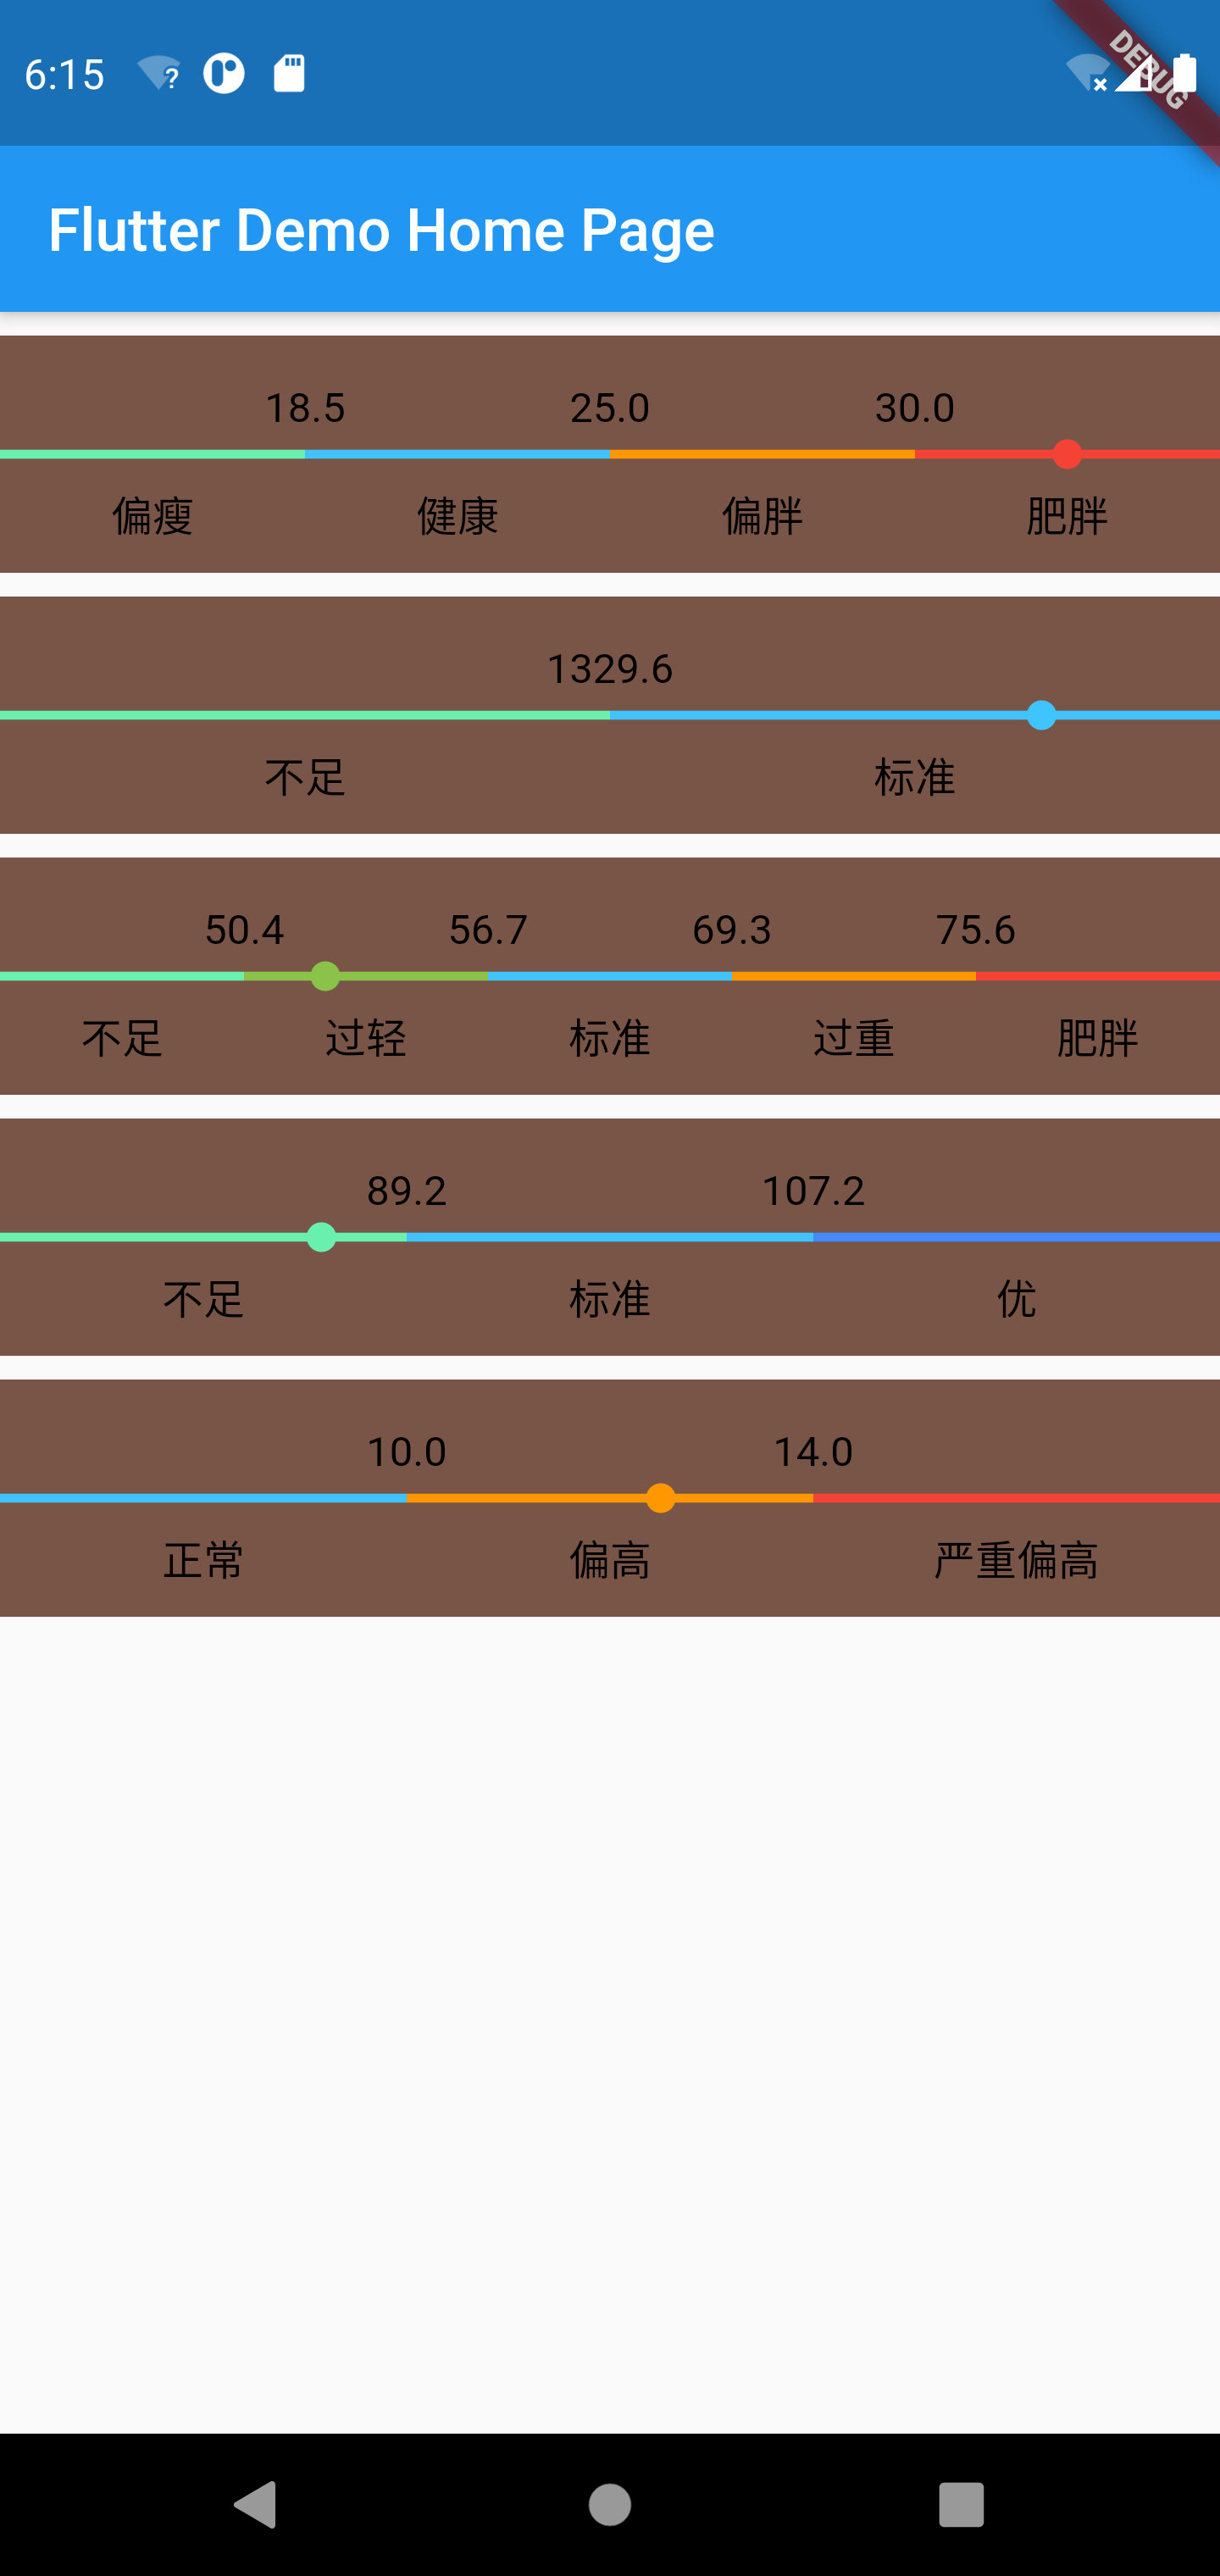 6:15
DEBUG
Flutter Demo Home Page
18.5 25.0 30.0
偏瘦 健康 偏胖 肥胖
1329.6
不足 标准
50.4 56.7 69.3 75.6
不足 过轻 标准 过重 肥胖
89.2 107.2
不足 标准 优
10.0 14.0
正常 偏高 严重偏高